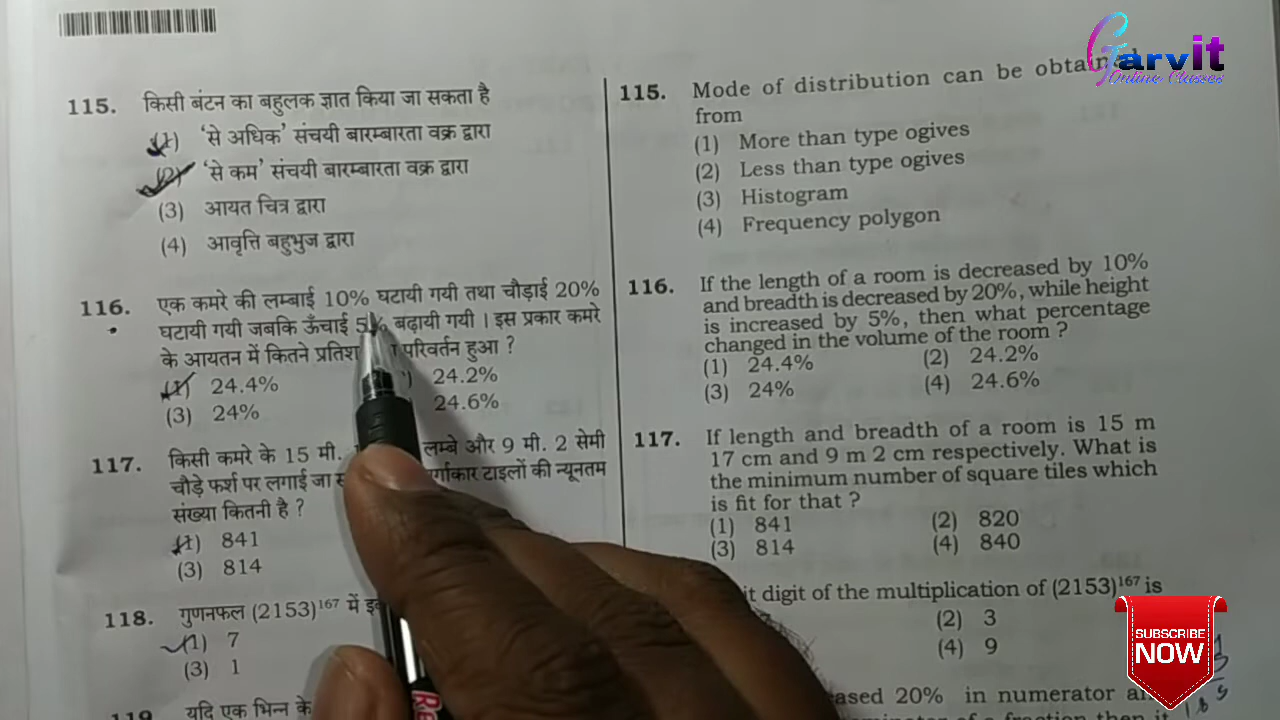 Garvit
Online Classes
115. किसी बंटन का बहुलक ज्ञात किया जा सकता है
(1) ‘से अधिक’ संचयी बारम्बारता वक्र द्वारा
(2) ‘से कम’ संचयी बारम्बारता वक्र द्वारा
(3) आयत चित्र द्वारा
(4) आवृत्ति बहुभुज द्वारा
116. एक कमरे की लम्बाई 10% घटायी गयी तथा चौड़ाई 20%
घटायी गयी जबकि ऊँचाई 5% बढ़ायी गयी । इस प्रकार कमरे
के आयतन में कितने परिवर्तन हुआ ?
(1) 24.4% 24.2%
(3) 24% 24.6%
117. किसी कमरे के 15 मी. लम्बे और 9 मी. 2 सेमी
चौड़े फर्श पर लगाई जा टाइलों की न्यूनतम
संख्या कितनी है ?
(1) 841
(3) 814
118. गुणनफल (2153)¹⁶⁷ में
(1) 7
(3) 1
119. यदि एक भिन्न के
115. Mode of distribution can be
from
(1) More than type ogives
(2) Less than type ogives
(3) Histogram
(4) Frequency polygon
116. If the length of a room is decreased by 10%
and breadth is decreased by 20%, while height
is increased by 5%, then what percentage
changed in the volume of the room ?
(1) 24.4% (2) 24.2%
(3) 24% (4) 24.6%
117. If length and breadth of a room is 15 m
17 cm and 9 m 2 cm respectively. What is
the minimum number of square tiles which
is fit for that ?
(1) 841 (2) 820
(3) 814 (4) 840
digit of the multiplication of (2153)¹⁶⁷ is
(2) 3
(4) 9
20% in numerator
of a fraction then it
SUBSCRIBE
NOW